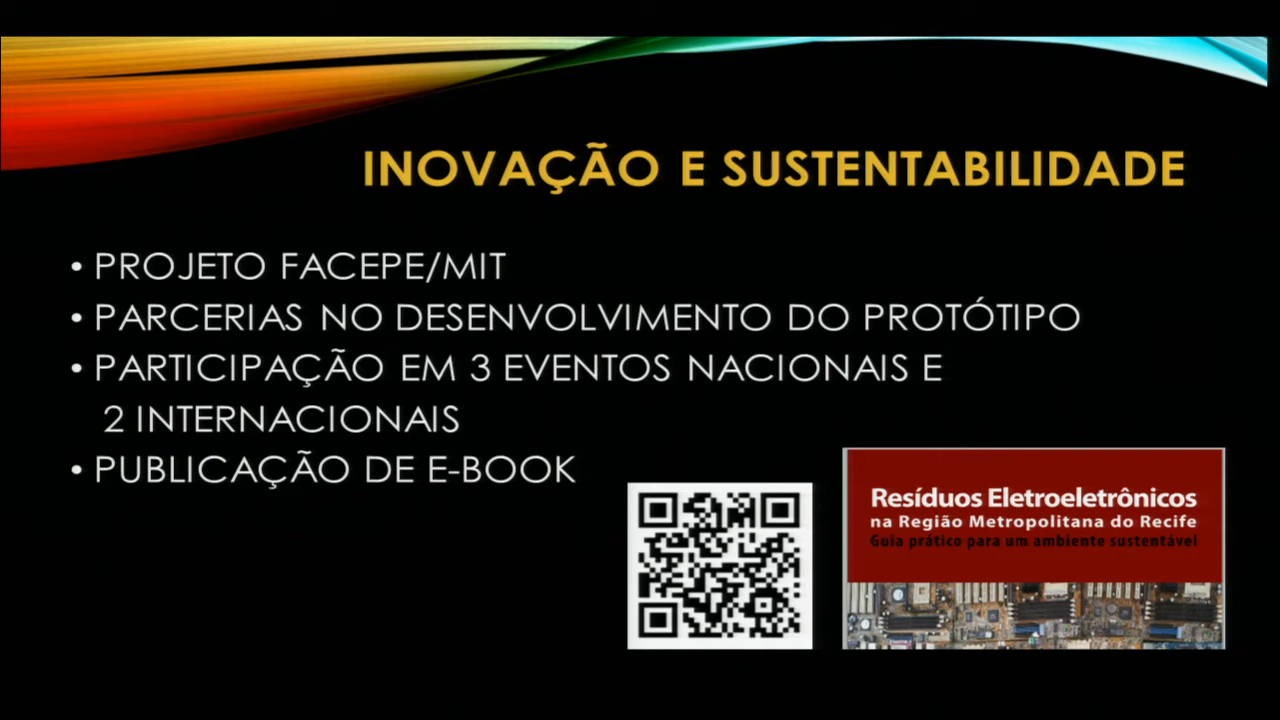 INOVAÇÃO E SUSTENTABILIDADE
• PROJETO FACEPE/MIT
• PARCERIAS NO DESENVOLVIMENTO DO PROTÓTIPO
• PARTICIPAÇÃO EM 3 EVENTOS NACIONAIS E
2 INTERNACIONAIS
• PUBLICAÇÃO DE E-BOOK
Resíduos Eletroeletrônicos
na Região Metropolitana do Recife
Guia prático para um ambiente sustentável